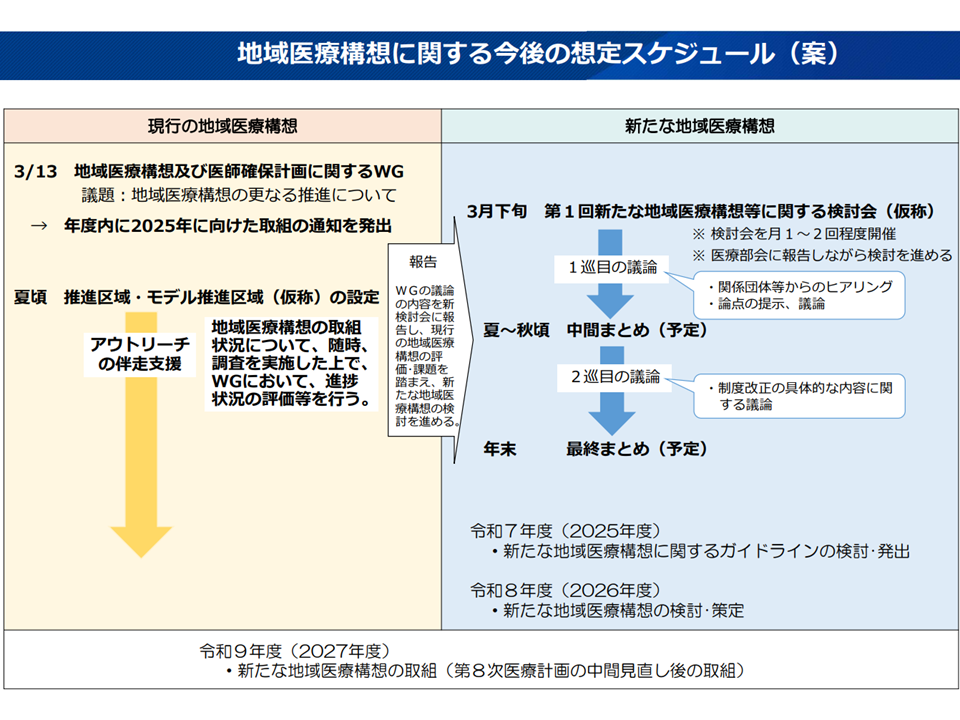 地域医療構想に関する今後の想定スケジュール（案）
現行の地域医療構想
3/13　地域医療構想及び医師確保計画に関するWG
議題：地域医療構想の更なる推進について
→　年度内に2025年に向けた取組の通知を発出
夏頃　推進区域・モデル推進区域（仮称）の設定
アウトリーチ
の伴走支援
地域医療構想の取組
状況について、随時、
調査を実施した上で、
WGにおいて、進捗
状況の評価等を行う。
報告
ＷＧの議論
の内容を新
検討会に報
告し、現行
の地域医療
構想の評
価･課題を
踏まえ、新
たな地域医
療構想の検
討を進める。
新たな地域医療構想
3月下旬　第１回新たな地域医療構想等に関する検討会（仮称）
※ 検討会を月１～２回程度開催
※ 医療部会に報告しながら検討を進める
１巡目の議論
・関係団体等からのヒアリング
・論点の提示、議論
夏～秋頃　中間まとめ（予定）
２巡目の議論
・制度改正の具体的な内容に関
する議論
年末　最終まとめ（予定）
令和７年度（2025年度）
・新たな地域医療構想に関するガイドラインの検討･発出
令和８年度（2026年度）
・新たな地域医療構想の検討･策定
令和９年度（2027年度）
・新たな地域医療構想の取組（第８次医療計画の中間見直し後の取組）